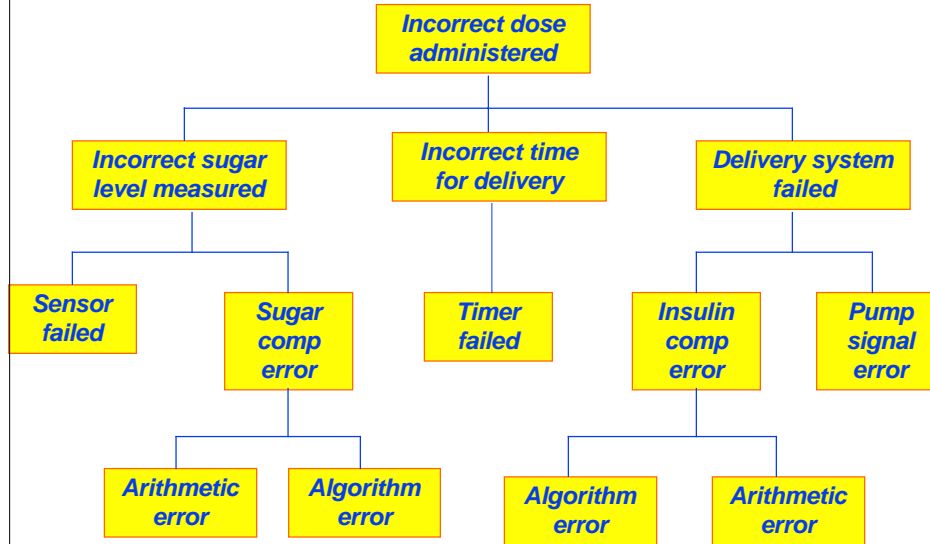 Incorrect dose
administered
Incorrect sugar
level measured
Incorrect time
for delivery
Delivery system
failed
Sensor
failed
Sugar
comp
error
Timer
failed
Insulin
comp
error
Pump
signal
error
Arithmetic
error
Algorithm
error
Algorithm
error
Arithmetic
error